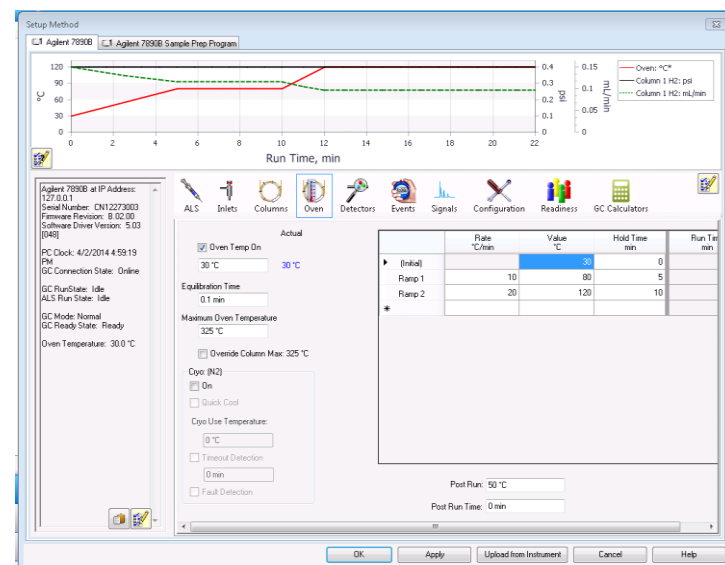 Setup Method
Agilent 7890B
Agilent 7890B Sample Prep Program
120
90
60
30
0
°C
0.4
0.3
0.2
0.1
0
psi
0.15
0.1
0.05
0
mL/min
Oven: °C*
Column 1 H2: psi
Column 1 H2: mL/min
0 2 4 6 8 10 12 14 16 18 20 22
Run Time, min
Agilent 7890B at IP Address:
127.0.0.1
Serial Number: CN12273003
Firmware Revision: B.02.00
Software Driver Version: 5.03
[048]
PC Clock: 4/2/2014 4:59:19
PM
GC Connection State: Online
GC RunState: Idle
ALS Run State: Idle
GC Mode: Normal
GC Ready State: Ready
Oven Temperature: 30.0 °C
ALS Inlets Columns Oven Detectors Events Signals Configuration Readiness GC Calculators
Actual
Oven Temp On
30 °C 30 °C
Equilibration Time
0.1 min
Maximum Oven Temperature
325 °C
Override Column Max: 325 °C
Cryo: (N2)
On
Quick Cool
Cryo Use Temperature:
0 °C
Timeout Detection
0 min
Fault Detection
Rate Value Hold Time Run Tim
°C/min °C min min
(Initial) 30 0
Ramp 1 10 80 5
Ramp 2 20 120 10
Post Run: 50 °C
Post Run Time: 0 min
OK Apply Upload from Instrument Cancel Help